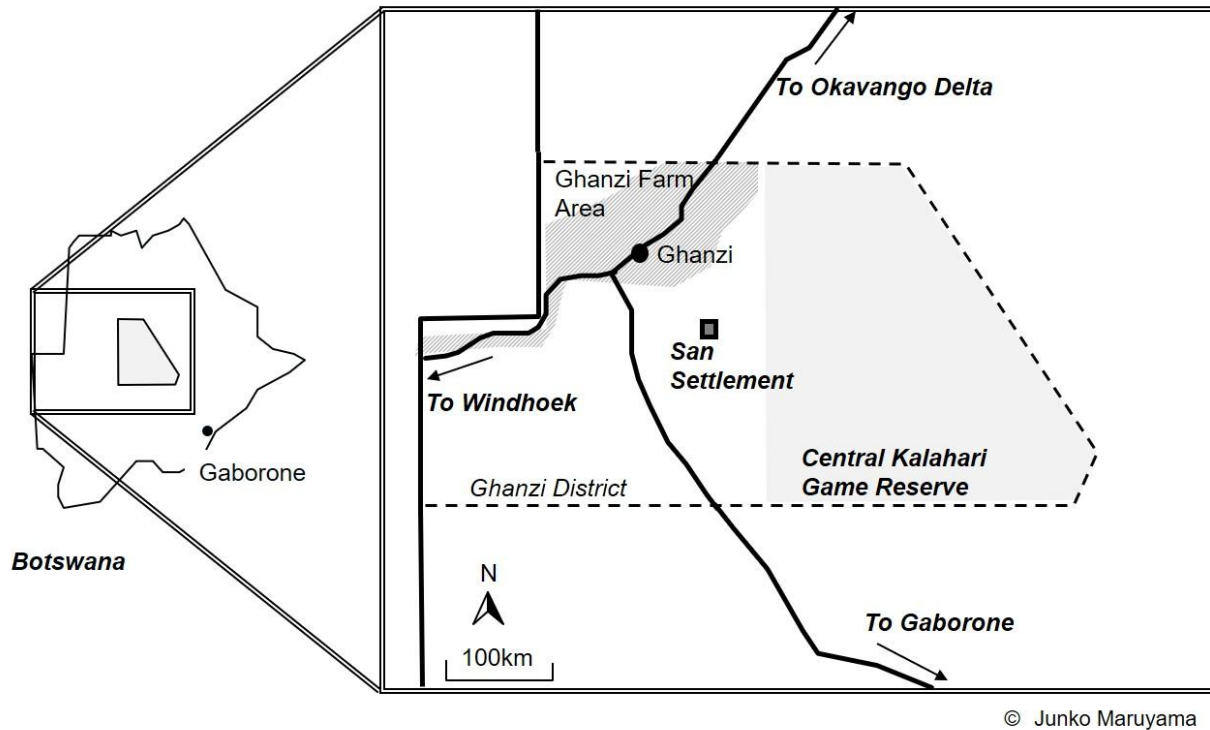 To Okavango Delta
Ghanzi Farm
Area
Ghanzi
San
Settlement
To Windhoek
Central Kalahari
Game Reserve
Ghanzi District
Gaborone
Botswana
N
100km
To Gaborone
© Junko Maruyama